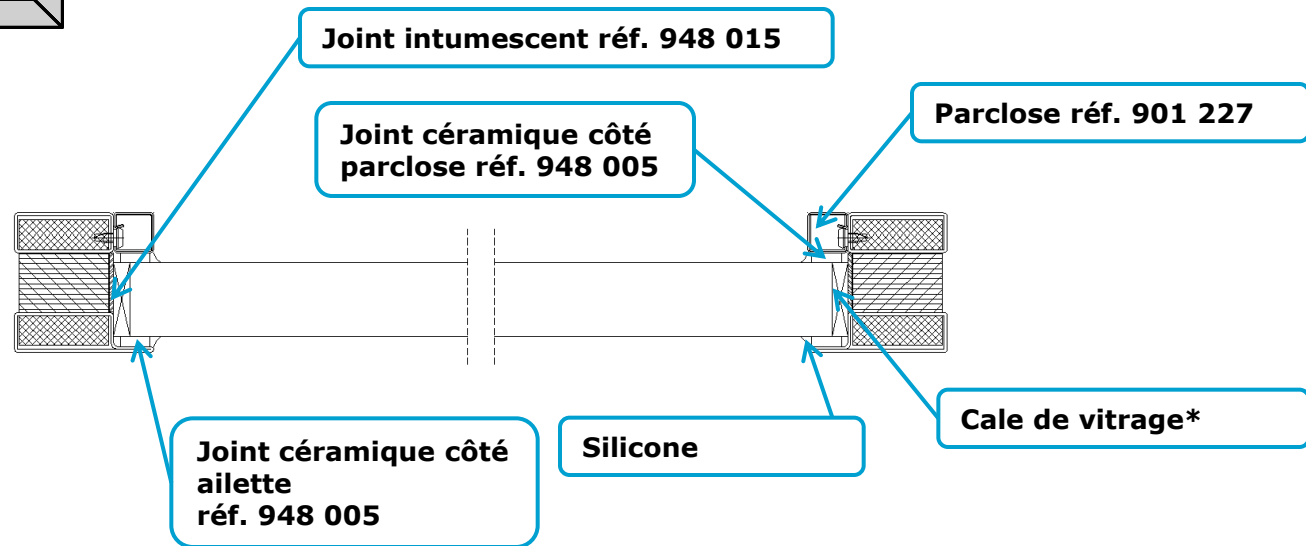 Joint intumescent réf. 948 015
Parclose réf. 901 227
Joint céramique côté
parclose réf. 948 005
Cale de vitrage*
Silicone
Joint céramique côté
ailette
réf. 948 005